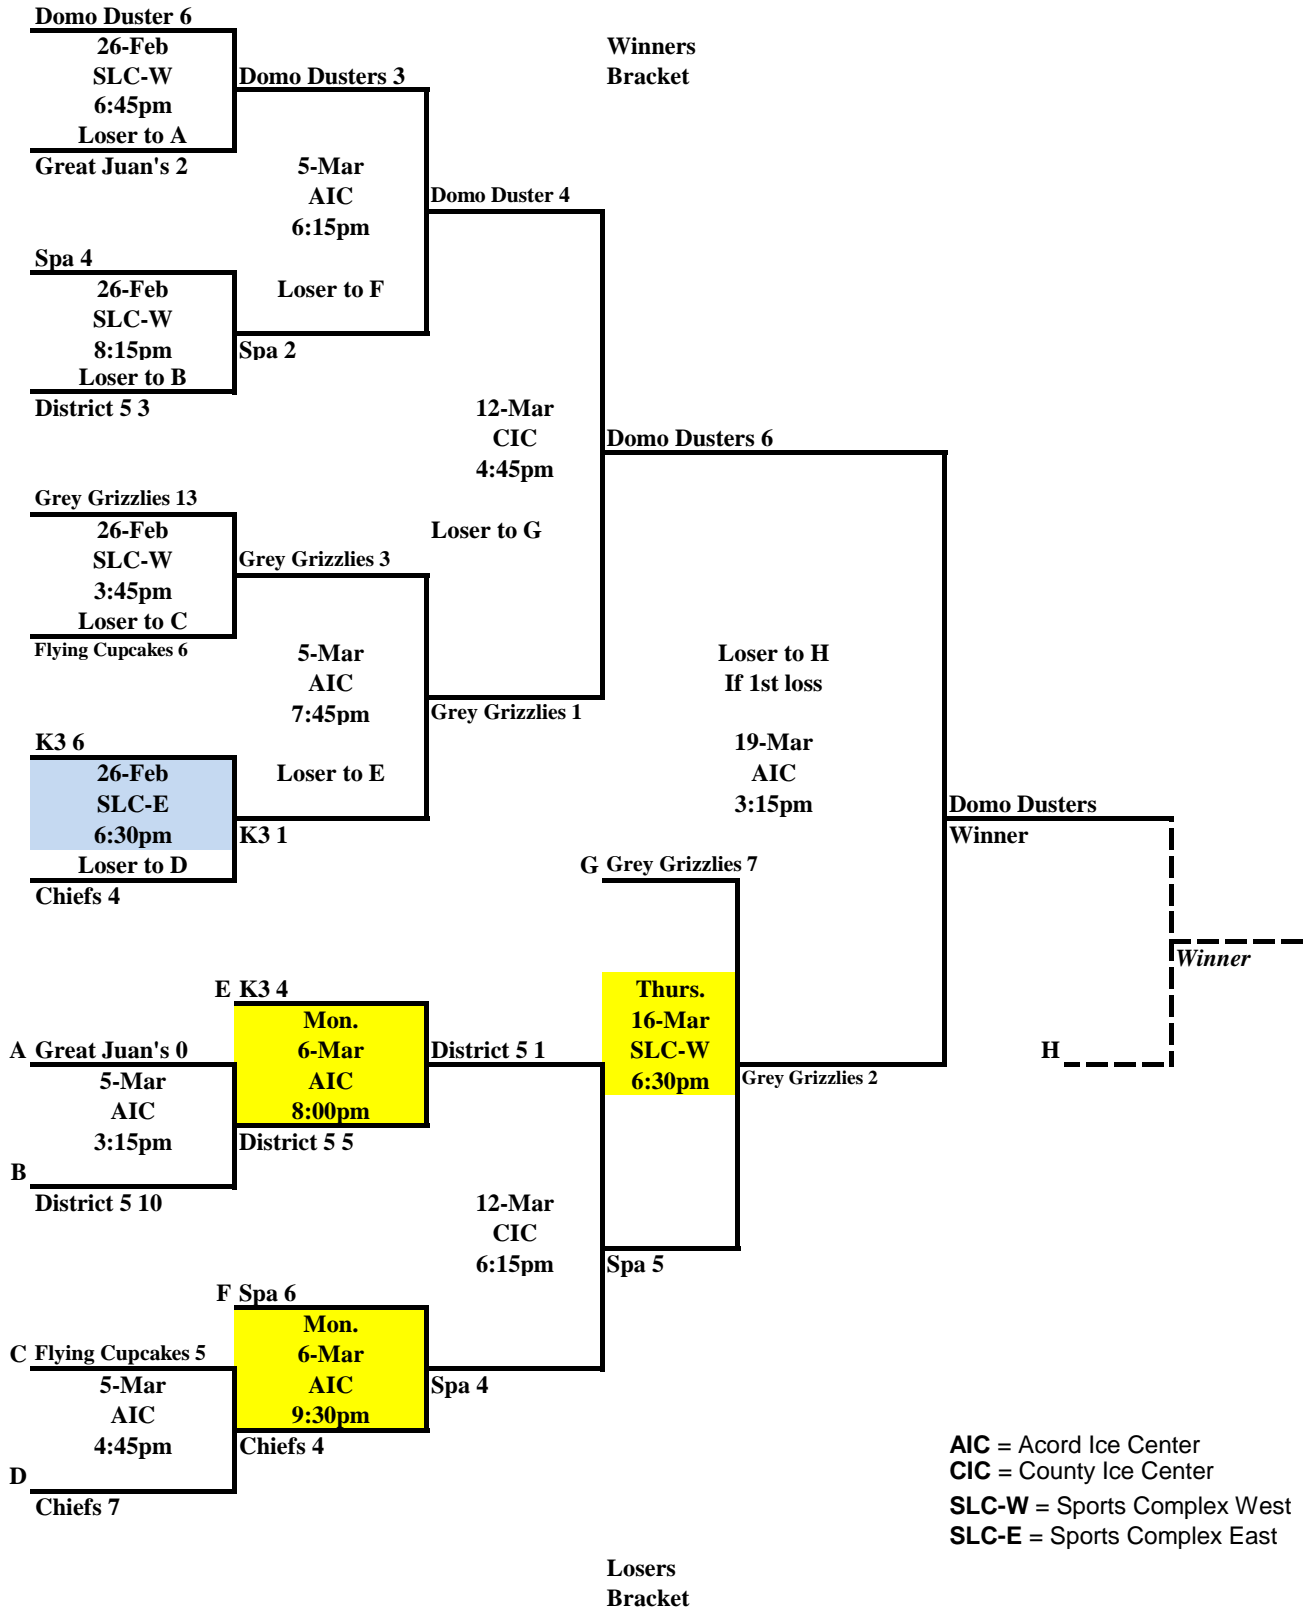 Domo Duster 6
26-Feb
SLC-W
6:45pm
Loser to A
Great Juan's 2
Winners
Bracket
Domo Dusters 3
5-Mar
AIC
6:15pm
Loser to F
Domo Duster 4
Spa 4
26-Feb
SLC-W
8:15pm
Loser to B
District 5 3
Spa 2
12-Mar
CIC
4:45pm
Loser to G
Domo Dusters 6
Grey Grizzlies 13
26-Feb
SLC-W
3:45pm
Loser to C
Flying Cupcakes 6
Grey Grizzlies 3
5-Mar
AIC
7:45pm
Loser to E
Grey Grizzlies 1
K3 6
26-Feb
SLC-E
6:30pm
Loser to D
Chiefs 4
K3 1
Loser to H
If 1st loss
19-Mar
AIC
3:15pm
Domo Dusters
Winner
G Grey Grizzlies 7
Thurs.
16-Mar
SLC-W
6:30pm
Grey Grizzlies 2
Winner
H
E K3 4
Mon.
6-Mar
AIC
8:00pm
District 5 5
District 5 1
A Great Juan's 0
5-Mar
AIC
3:15pm
B
District 5 10
12-Mar
CIC
6:15pm
Spa 5
F Spa 6
Mon.
6-Mar
AIC
9:30pm
Chiefs 4
Spa 4
C Flying Cupcakes 5
5-Mar
AIC
4:45pm
D
Chiefs 7
AIC = Acord Ice Center
CIC = County Ice Center
SLC-W = Sports Complex West
SLC-E = Sports Complex East
Losers
Bracket